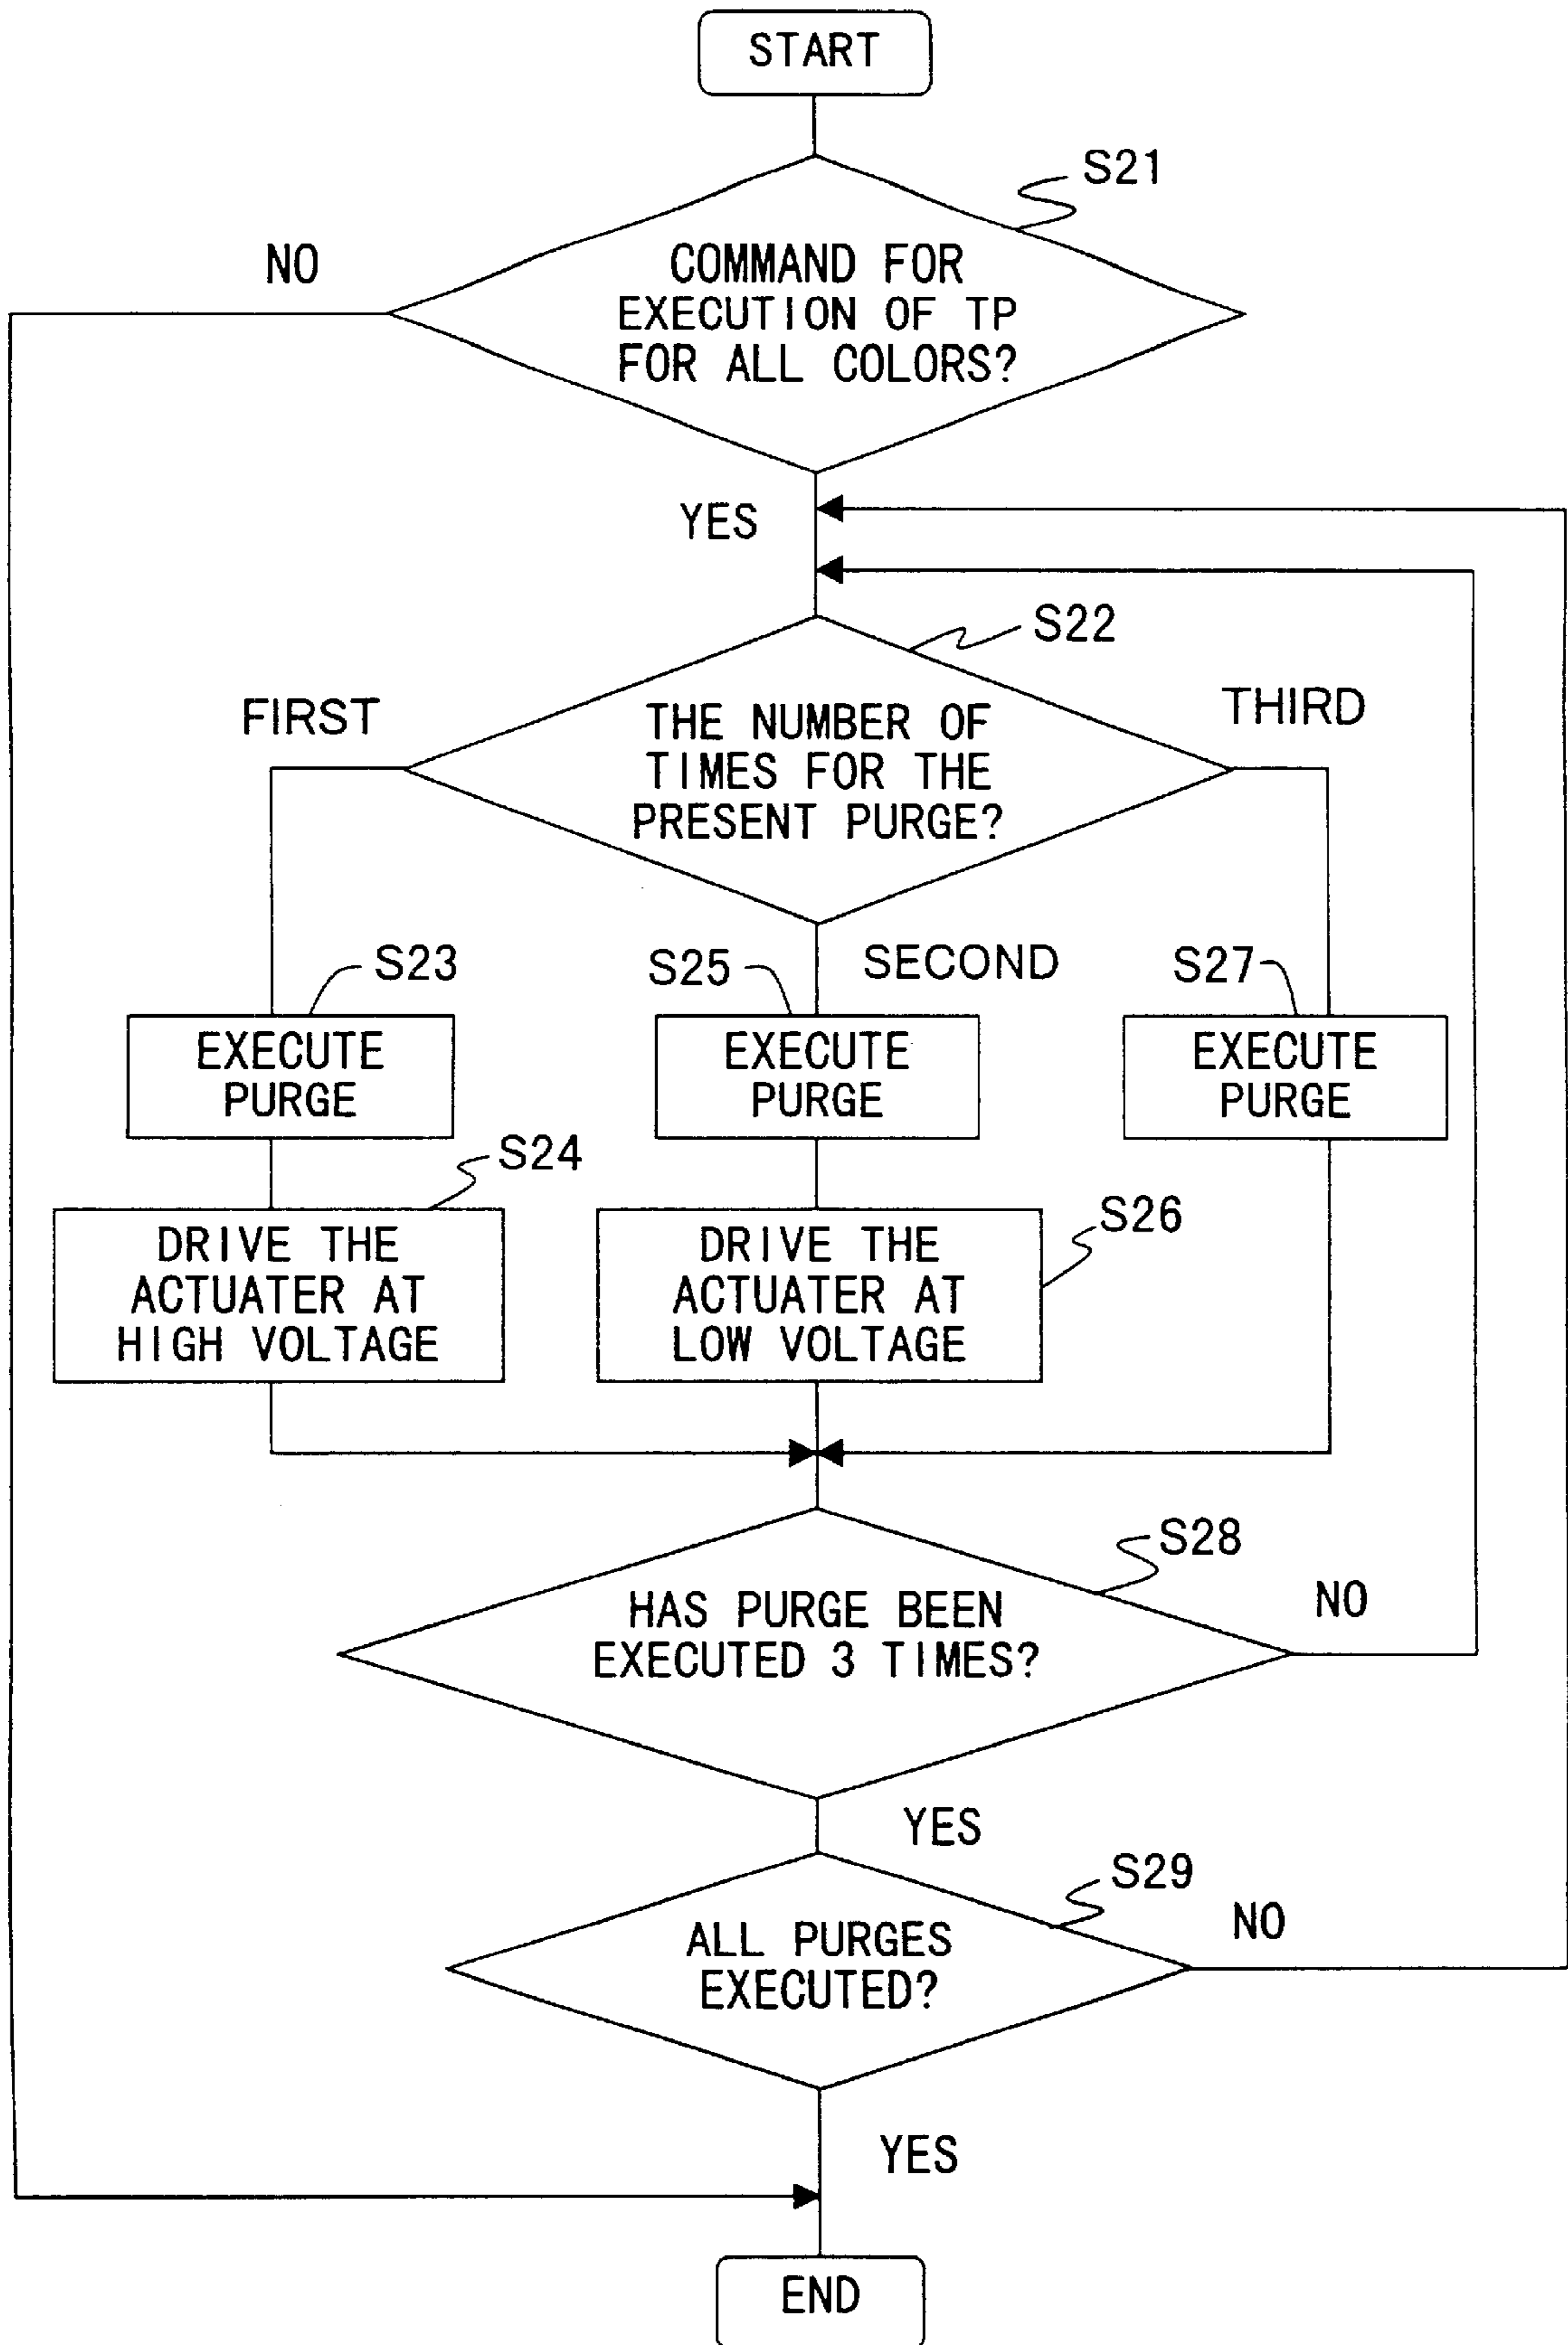 START
S21
NO
COMMAND FOR
EXECUTION OF TP
FOR ALL COLORS?
YES
S22
FIRST
THE NUMBER OF
TIMES FOR THE
PRESENT PURGE?
THIRD
S23
S25
SECOND
S27
EXECUTE
PURGE
EXECUTE
PURGE
EXECUTE
PURGE
S24
DRIVE THE
ACTUATER AT
HIGH VOLTAGE
S26
DRIVE THE
ACTUATER AT
LOW VOLTAGE
S28
HAS PURGE BEEN
EXECUTED 3 TIMES?
NO
YES
S29
ALL PURGES
EXECUTED?
NO
YES
END